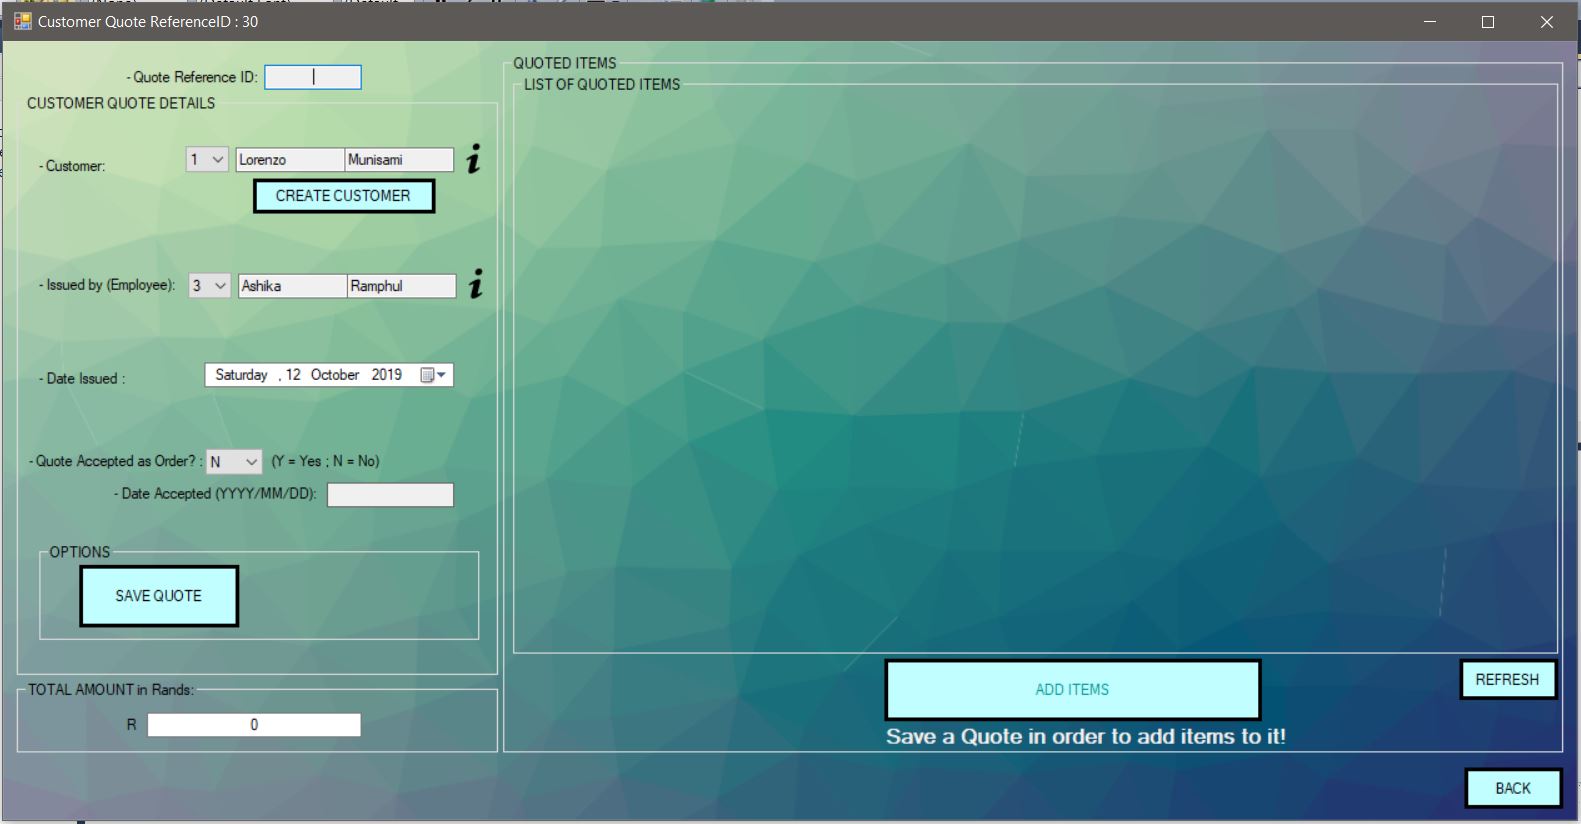 Customer Quote ReferenceID : 30
- Quote Reference ID:
CUSTOMER QUOTE DETAILS
- Customer: 1 Lorenzo Munisami i
CREATE CUSTOMER
- Issued by (Employee): 3 Ashika Ramphul i
- Date Issued : Saturday , 12 October 2019
- Quote Accepted as Order? : N (Y = Yes ; N = No)
- Date Accepted (YYYY/MM/DD):
OPTIONS
SAVE QUOTE
TOTAL AMOUNT in Rands:
R 0
QUOTED ITEMS
LIST OF QUOTED ITEMS
ADD ITEMS
REFRESH
Save a Quote in order to add items to it!
BACK